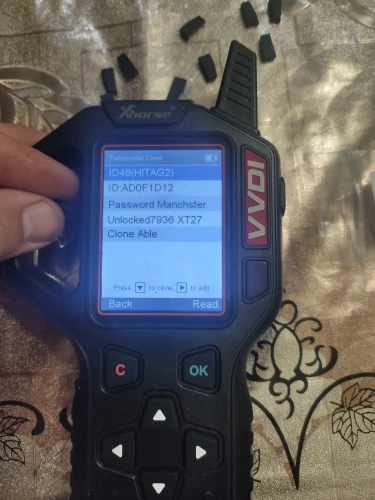 Xhorse®
Transponder Clone
ID46(HITAG2)
ID:AD0F1D12
Password Manchster
Unlocked7936 XT27
Clone Able
Press ▼ to clone, ▶ to edit
Back Read
VVDI
C OK